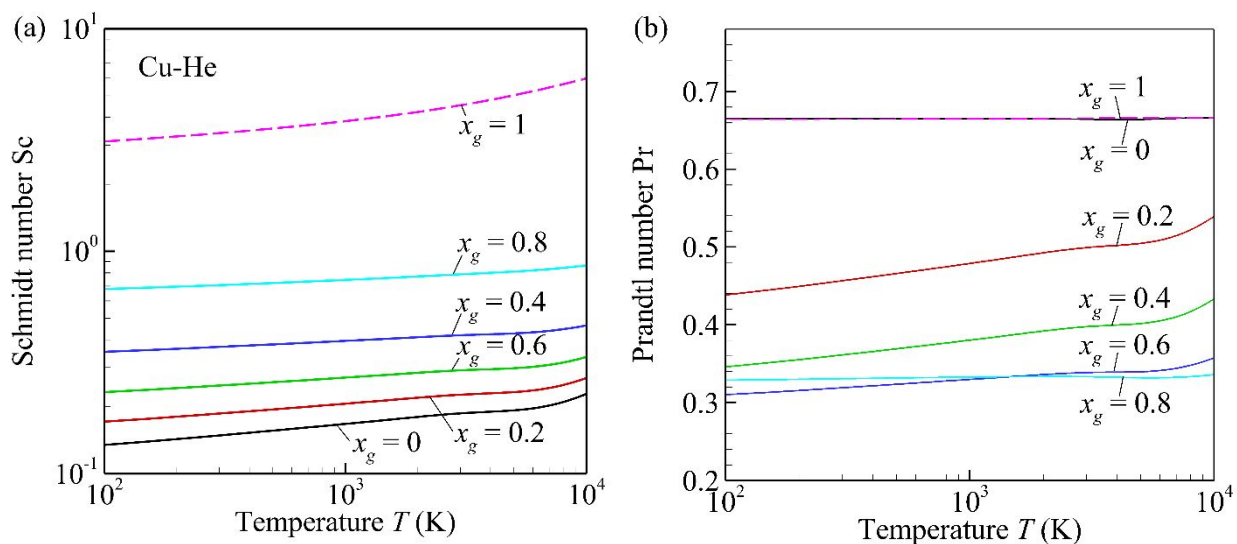 (a)
Cu-He
Schmidt number Sc
10^1
10^0
10^-1
x_g = 1
x_g = 0.8
x_g = 0.4
x_g = 0.6
x_g = 0.2
x_g = 0
10^2
10^3
10^4
Temperature T (K)
(b)
Prandtl number Pr
0.7
0.6
0.5
0.4
0.3
0.2
x_g = 1
x_g = 0
x_g = 0.2
x_g = 0.4
x_g = 0.6
x_g = 0.8
10^2
10^3
10^4
Temperature T (K)